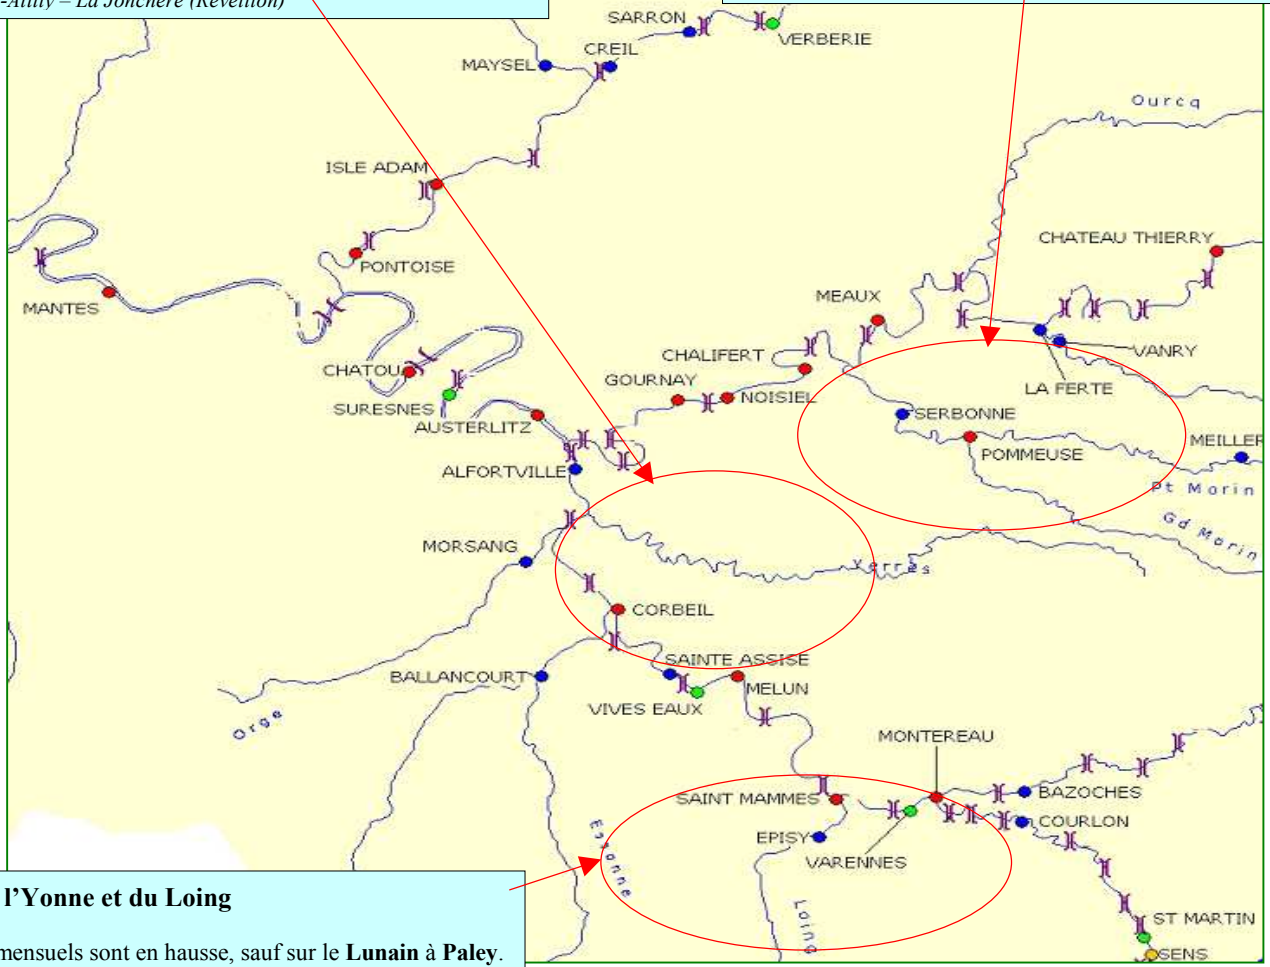 -Attily – La Jonchère (Réveillon)
SARRON
VERBERIE
CREIL
MAYSEL
Ourcq
ISLE ADAM
CHATEAU THIERRY
PONTOISE
MEAUX
MANTES
CHALIFERT
VANRY
CHATOU
GOURNAY
NOISIEL
LA FERTE
SURESNES
AUSTERLITZ
SERBONNE
MEILLER
POMMEUSE
ALFORTVILLE
Pt Morin
Gd Morin
MORSANG
Yerres
CORBEIL
SAINTE ASSISE
BALLANCOURT
MELUN
VIVES EAUX
Orge
MONTEREAU
SAINT MAMMES
BAZOCHES
COURLON
EPISY
VARENNES
Essonne
l’Yonne et du Loing
Loing
ST MARTIN
mensuels sont en hausse, sauf sur le Lunain à Paley.
SENS